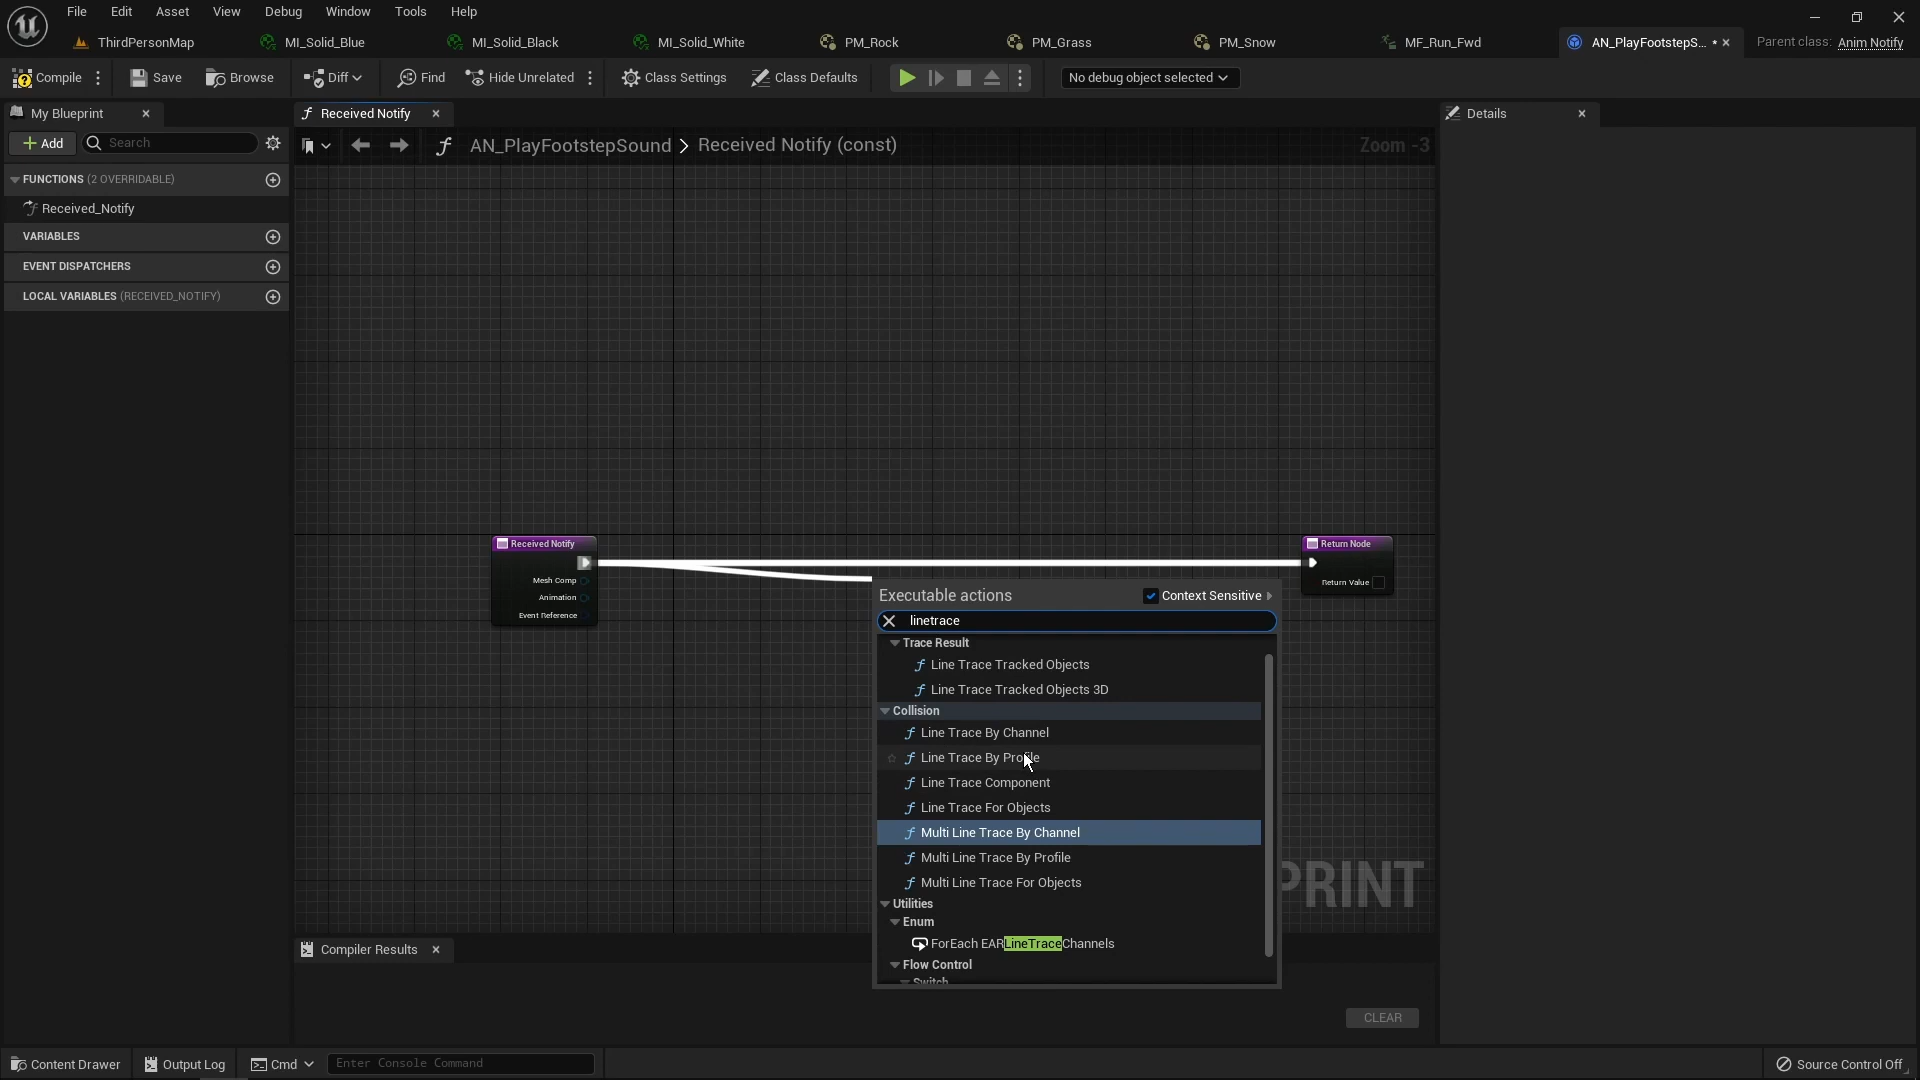 File Edit Asset View Debug Window Tools Help
ThirdPersonMap MI_Solid_Blue MI_Solid_Black MI_Solid_White PM_Rock PM_Grass PM_Snow MF_Run_Fwd AN_PlayFootstepS... • Parent class: Anim Notify
Compile Save Browse Diff Find Hide Unrelated Class Settings Class Defaults No debug object selected
My Blueprint Received Notify Details
Add Search AN_PlayFootstepSound > Received Notify (const) Zoom -3
FUNCTIONS (2 OVERRIDABLE)
Received_Notify
VARIABLES
EVENT DISPATCHERS
LOCAL VARIABLES (RECEIVED_NOTIFY)
Received Notify
Mesh Comp
Animation
Event Reference
Return Node
Return Value
Executable actions Context Sensitive
linetrace
Trace Result
Line Trace Tracked Objects
Line Trace Tracked Objects 3D
Collision
Line Trace By Channel
Line Trace By Profile
Line Trace Component
Line Trace For Objects
Multi Line Trace By Channel
Multi Line Trace By Profile
Multi Line Trace For Objects
Utilities
Enum
ForEach EARLineTraceChannels
Flow Control
Switch
PRINT
Compiler Results
CLEAR
Content Drawer Output Log Cmd Enter Console Command Source Control Off